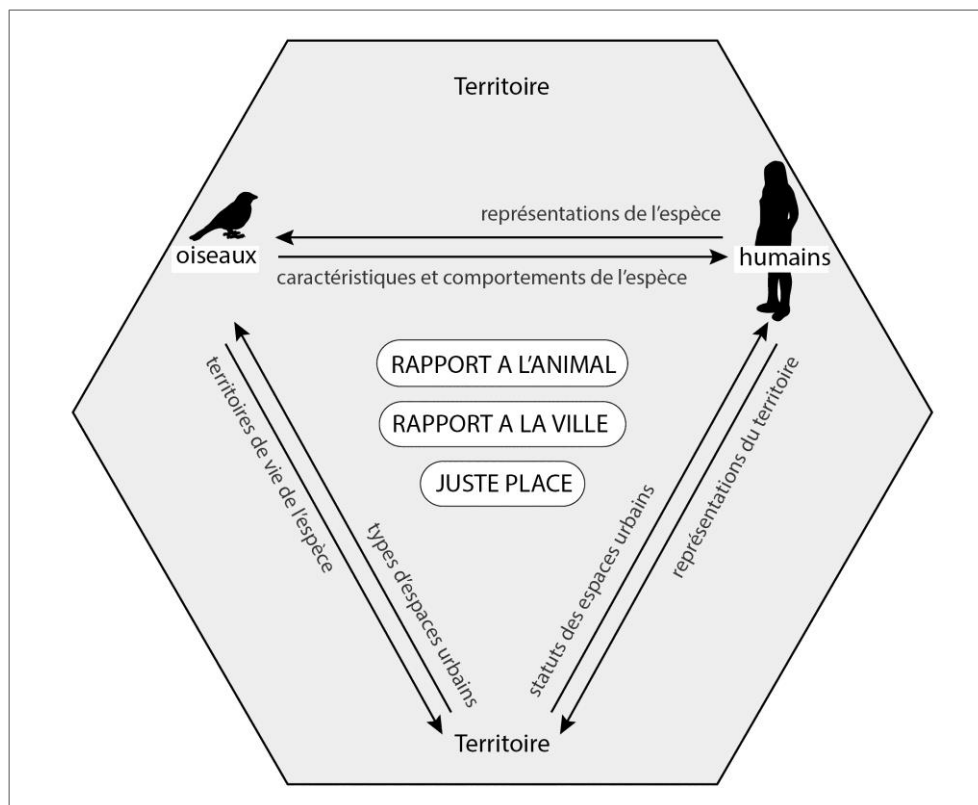 Territoire
représentations de l'espèce
oiseaux
humains
caractéristiques et comportements de l'espèce
RAPPORT A L'ANIMAL
RAPPORT A LA VILLE
JUSTE PLACE
territoires de vie de l'espèce
types d'espaces urbains
statuts des espaces urbains
représentations du territoire
Territoire